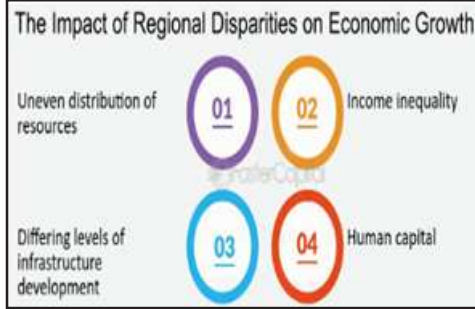 The Impact of Regional Disparities on Economic Growth
Uneven distribution of
resources
01
02
Income inequality
FasterCapital
Differing levels of
infrastructure
development
03
04
Human capital